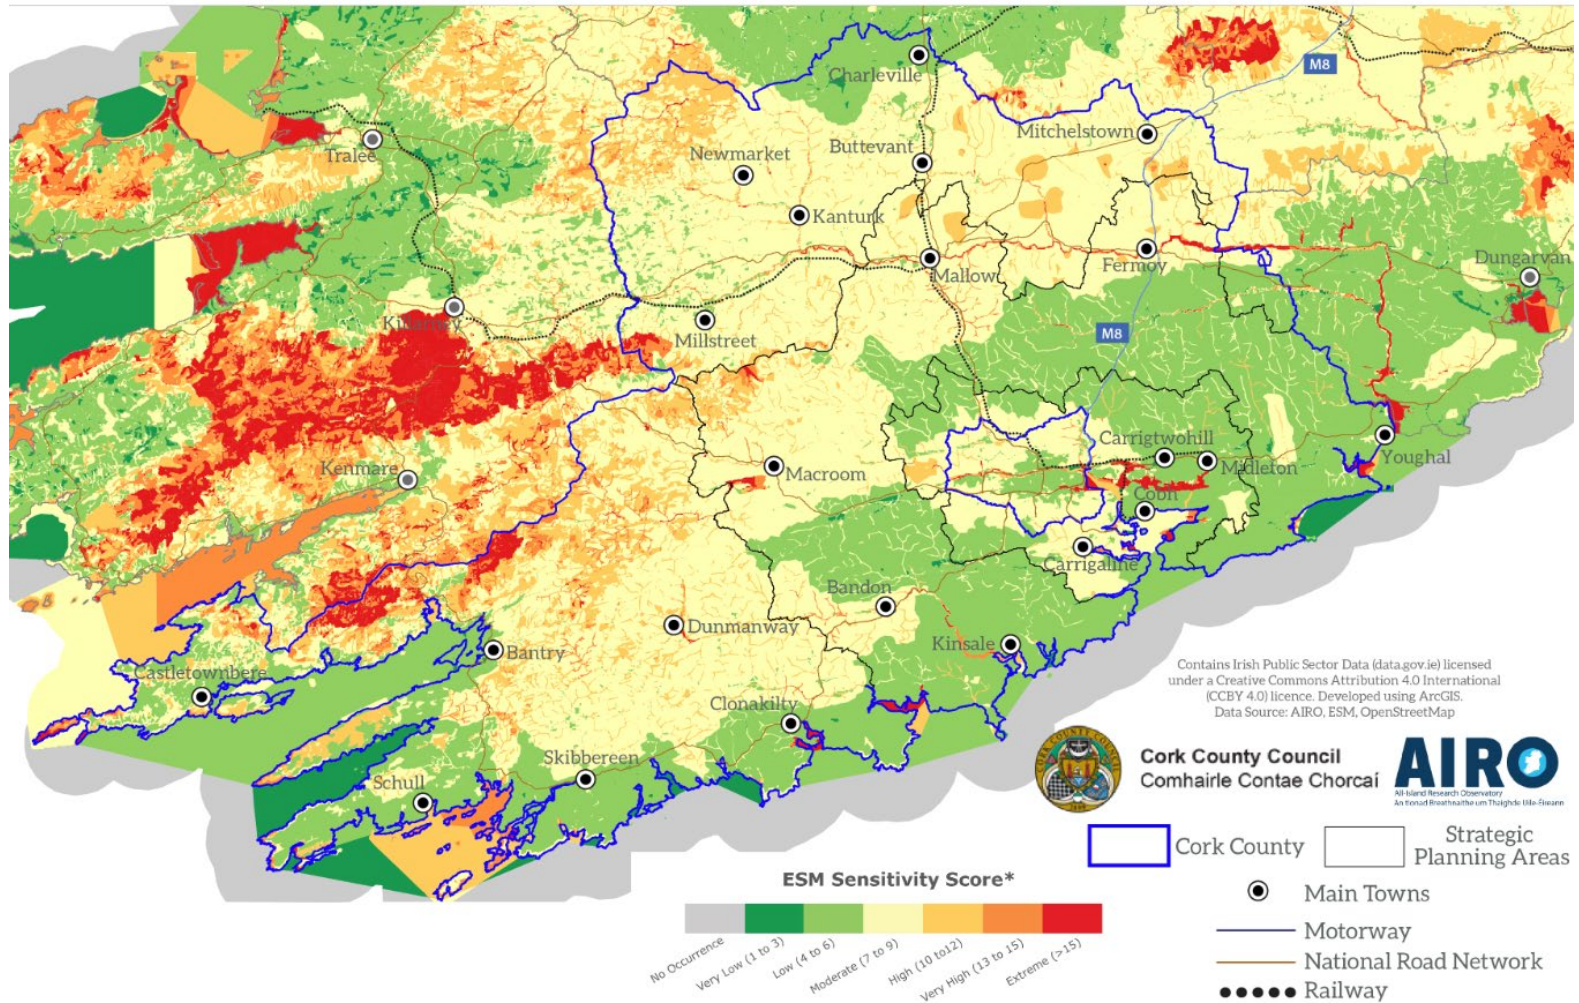 Charleville
M8
Mitchelstown
Tralee
Newmarket
Buttevant
Kanturk
Mallow
Fermoy
Dungarvan
Killarney
Millstreet
M8
Kenmare
Macroom
Carrigtwohill
Midleton
Youghal
Cobh
Carrigaline
Bandon
Dunmanway
Kinsale
Bantry
Castletownbere
Clonakilty
Skibbereen
Schull
Contains Irish Public Sector Data (data.gov.ie) licensed
under a Creative Commons Attribution 4.0 International
(CCBY 4.0) licence. Developed using ArcGIS.
Data Source: AIRO, ESM, OpenStreetMap
Cork County Council
Comhairle Contae Chorcaí
AIRO
All-Island Research Observatory
Cork County
Strategic
Planning Areas
Main Towns
Motorway
National Road Network
Railway
ESM Sensitivity Score*
No Occurrence
Very Low (1 to 3)
Low (4 to 6)
Moderate (7 to 9)
High (10 to12)
Very High (13 to 15)
Extreme (>15)